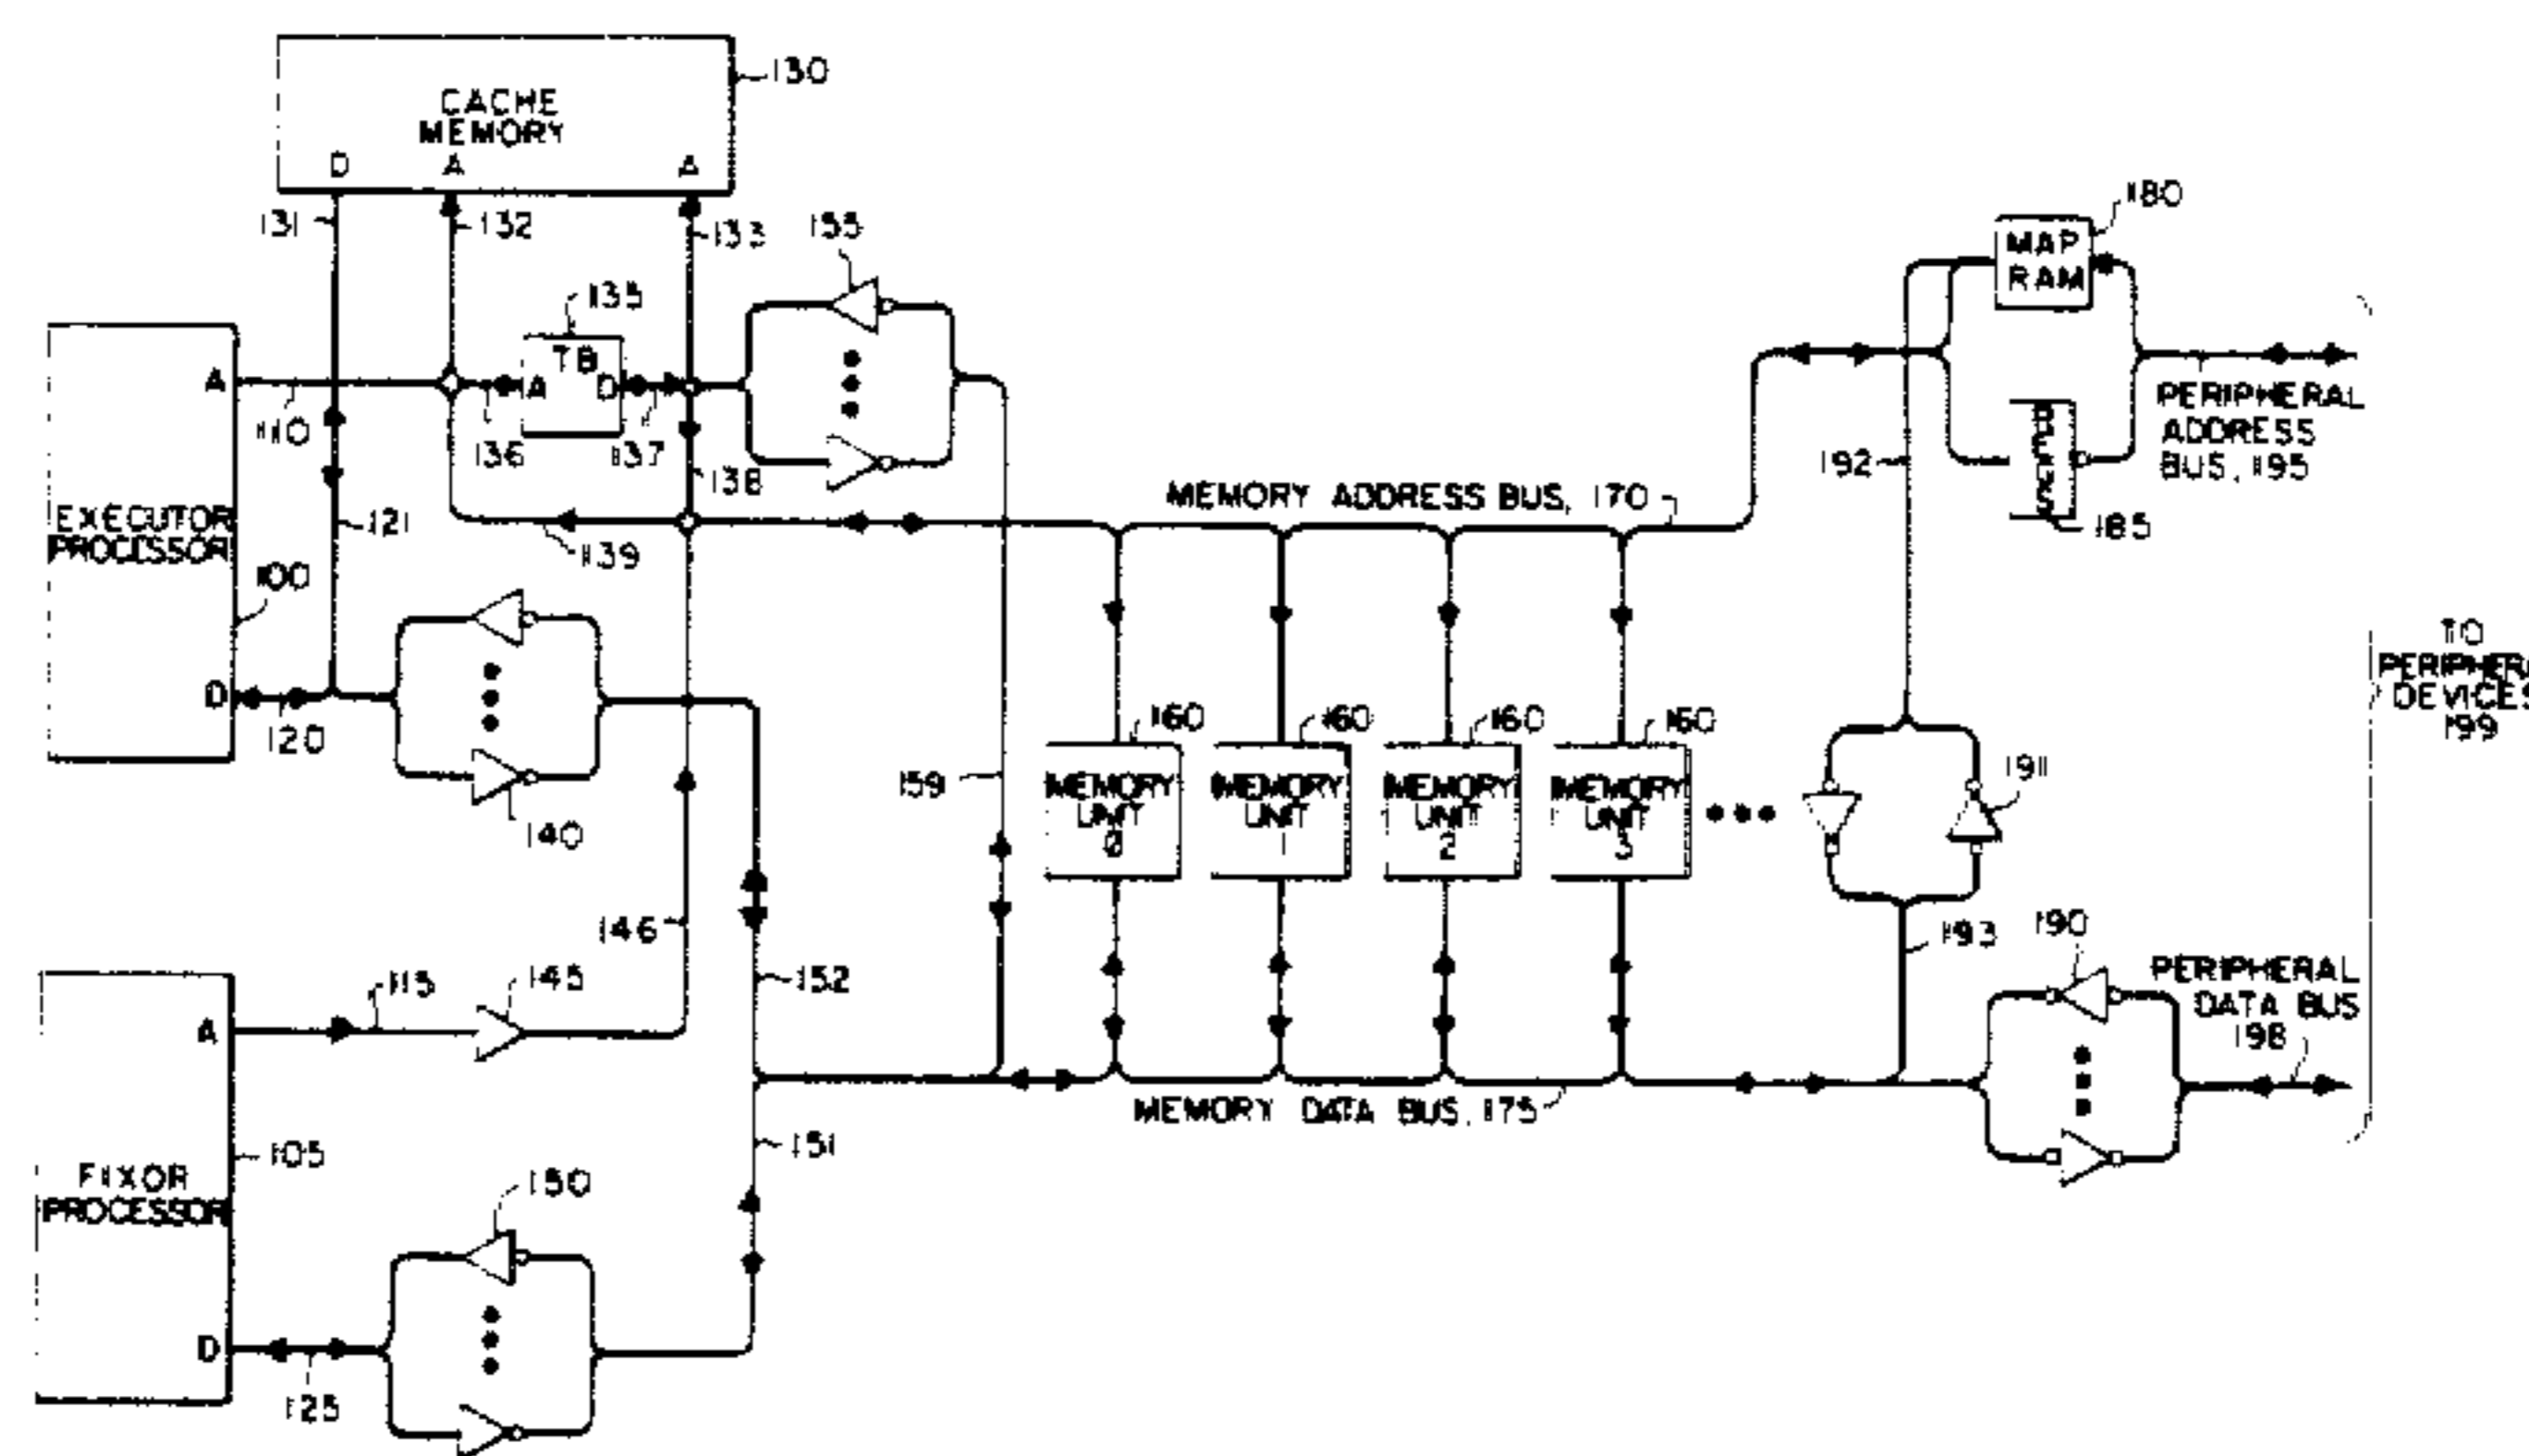 130
CACHE
MEMORY
D A A
131
132
133
155
180
MAP
RAM
135
TB
A
A
D
110
136
137
138
PERIPHERAL
ADDRESS
BUS, 195
192
185
MEMORY ADDRESS BUS, 170
EXECUTOR
PROCESSOR
121
139
100
TO
DEVICES
199
D
120
140
159
160
160
160
160
MEMORY
UNIT
0
MEMORY
UNIT
1
MEMORY
UNIT
2
MEMORY
UNIT
3
191
146
152
193
190
PERIPHERAL
DATA BUS
198
115
145
A
MEMORY DATA BUS, 175
151
105
FIXOR
PROCESSOR
150
D
125